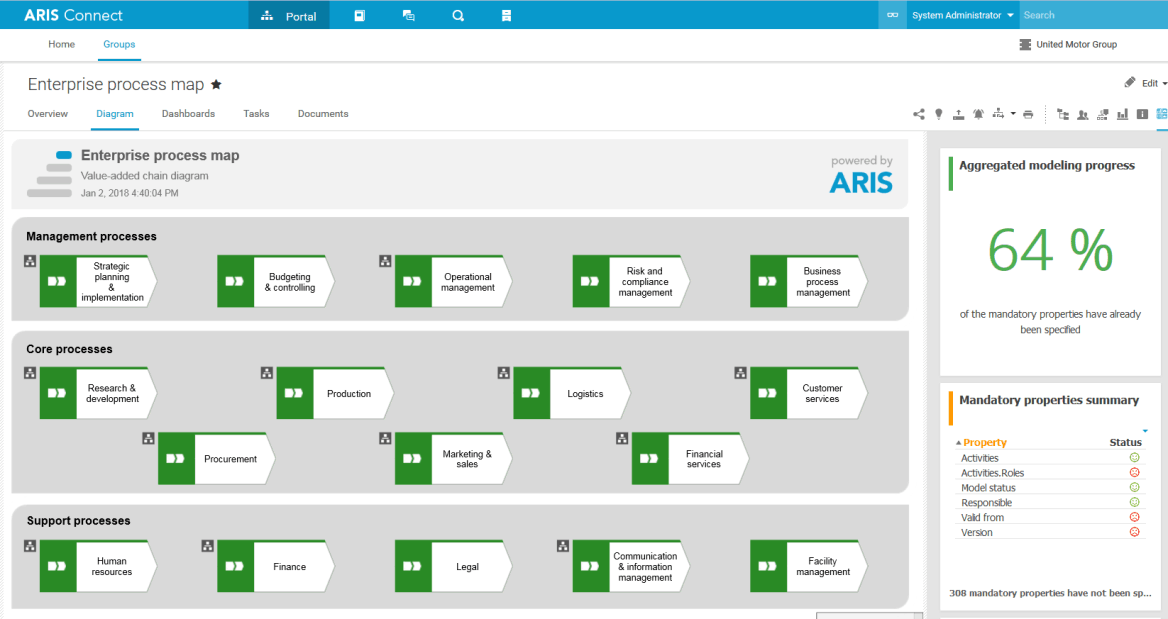 ARIS Connect
Portal
System Administrator
Search
Home
Groups
United Motor Group
Enterprise process map
Edit
Overview
Diagram
Dashboards
Tasks
Documents
Enterprise process map
Value-added chain diagram
Jan 2, 2018 4:40:04 PM
powered by
ARIS
Management processes
Strategic
planning
&
implementation
Budgeting
& controlling
Operational
management
Risk and
compliance
management
Business
process
management
Core processes
Research &
development
Production
Logistics
Customer
services
Procurement
Marketing &
sales
Financial
services
Support processes
Human
resources
Finance
Legal
Communication
& information
management
Facility
management
Aggregated modeling progress
64 %
of the mandatory properties have already
been specified
Mandatory properties summary
Property Status
Activities
Activities.Roles
Model status
Responsible
Valid from
Version
308 mandatory properties have not been sp...